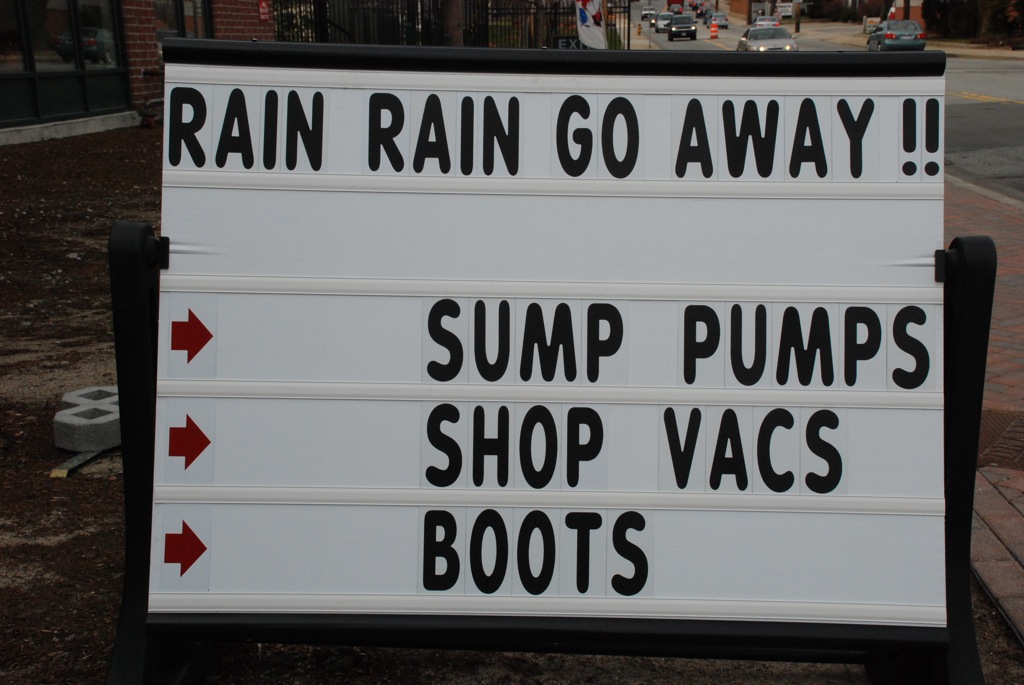 RAIN RAIN GO AWAY !!
SUMP PUMPS
SHOP VACS
BOOTS